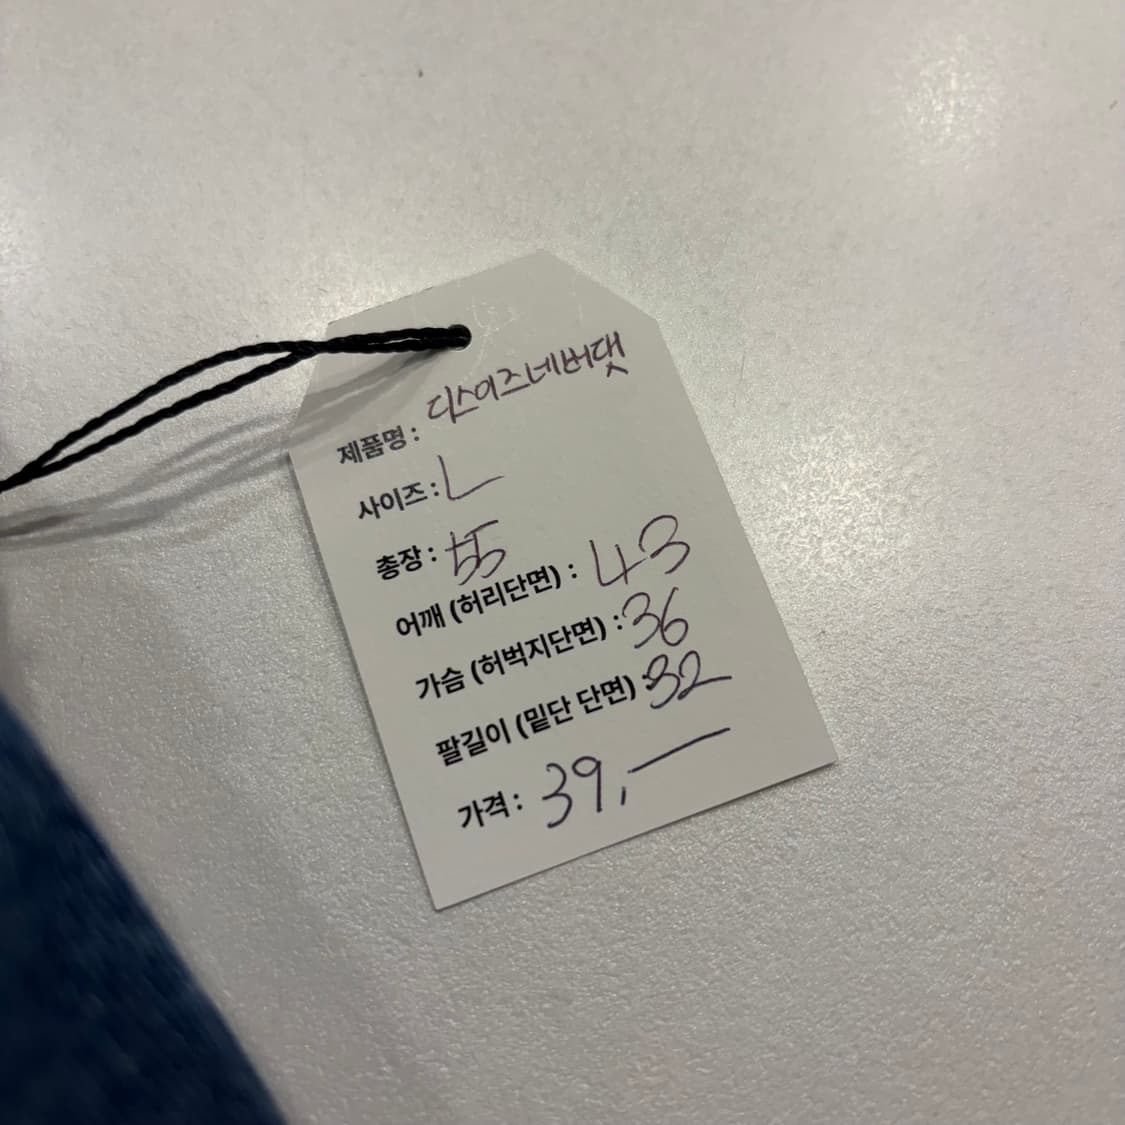 제품명 : 디스이즈네버댓
사이즈 : L
총장 : 55
어깨 (허리단면) : 43
가슴 (허벅지단면) : 36
팔길이 (밑단 단면) : 32
가격 : 39,—